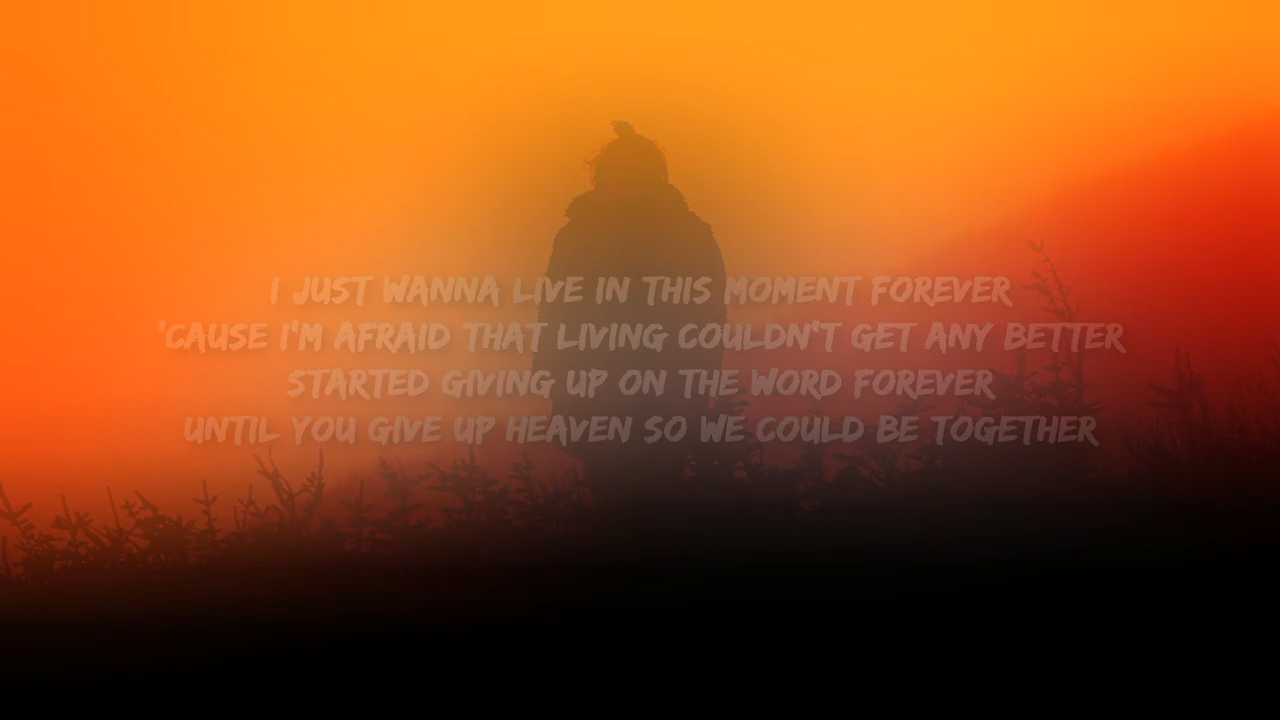 I JUST WANNA LIVE IN THIS MOMENT FOREVER
'CAUSE I'M AFRAID THAT LIVING COULDN'T GET ANY BETTER
STARTED GIVING UP ON THE WORD FOREVER
UNTIL YOU GIVE UP HEAVEN SO WE COULD BE TOGETHER